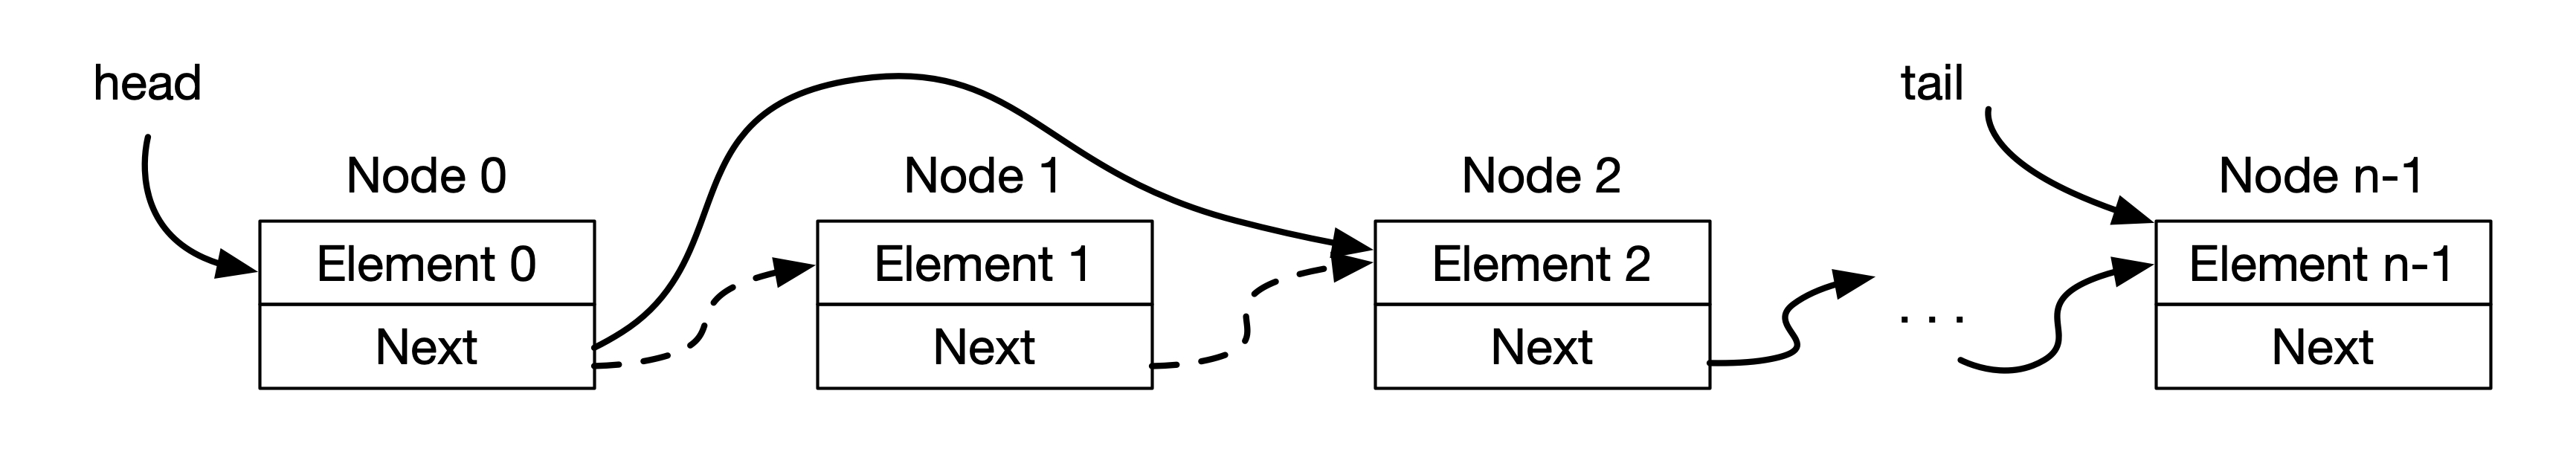 head
tail
Node 0
Node 1
Node 2
Node n-1
Element 0
Element 1
Element 2
Element n-1
Next
Next
Next
. . .
Next